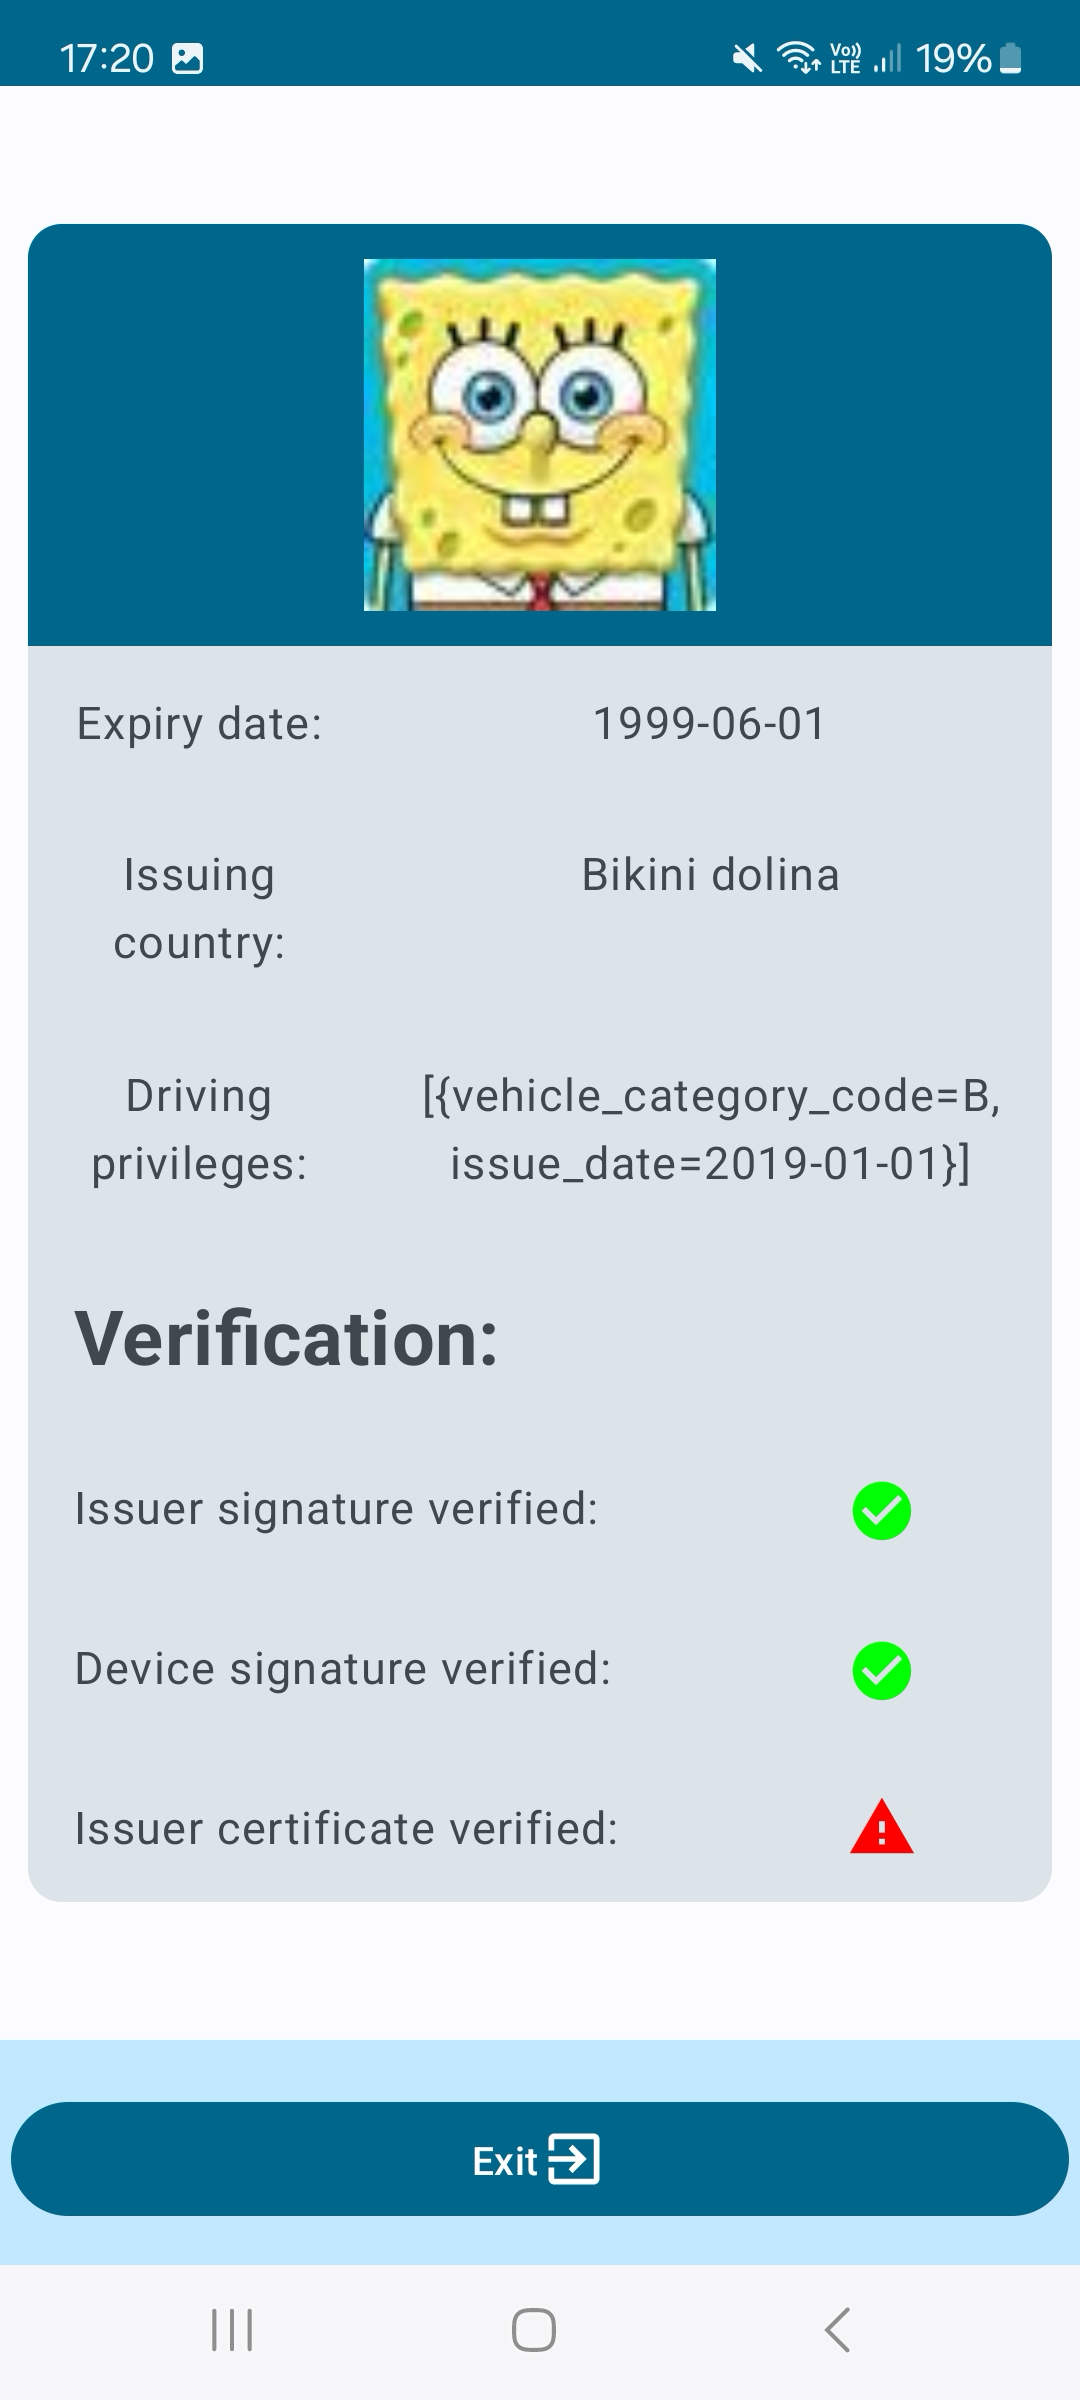 17:20
Vo)) LTE 19%
Expiry date: 1999-06-01
Issuing country: Bikini dolina
Driving privileges: [{vehicle_category_code=B, issue_date=2019-01-01}]
Verification:
Issuer signature verified:
Device signature verified:
Issuer certificate verified:
Exit